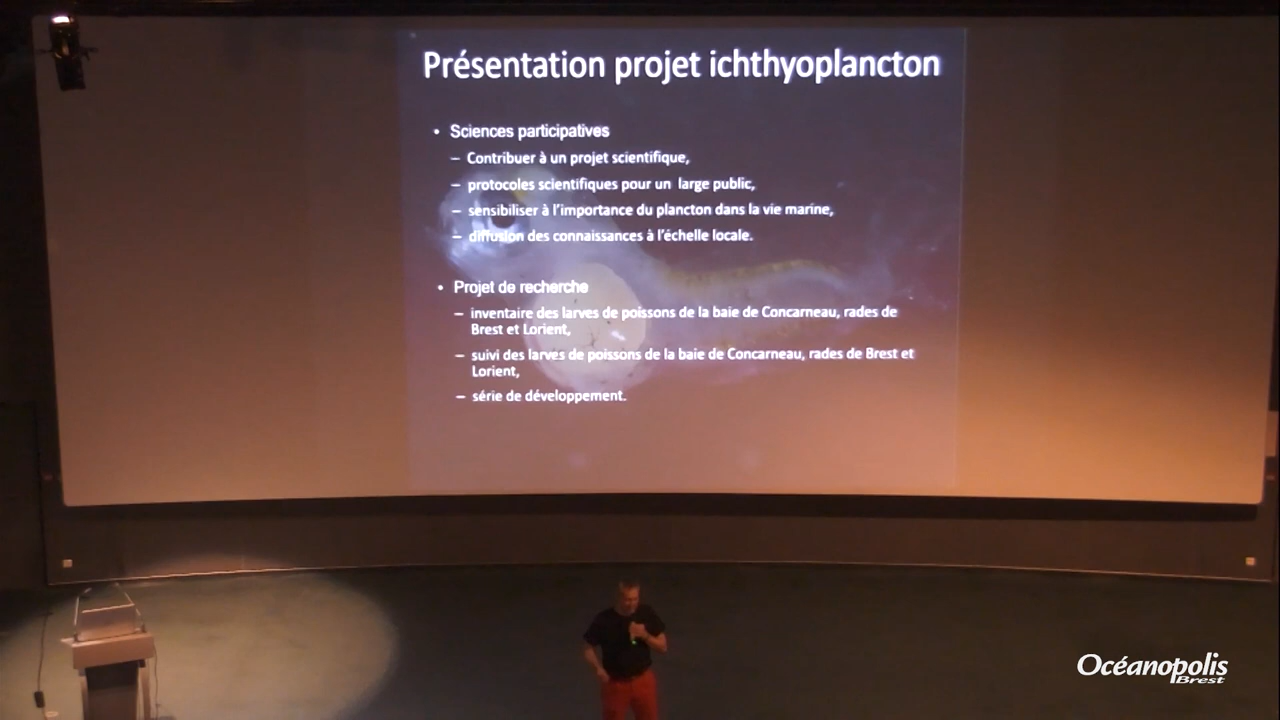 Présentation projet ichthyoplancton
• Sciences participatives
– Contribuer à un projet scientifique,
– protocoles scientifiques pour un large public,
– sensibiliser à l'importance du plancton dans la vie marine,
– diffusion des connaissances à l'échelle locale.
• Projet de recherche
– inventaire des larves de poissons de la baie de Concarneau, rades de
Brest et Lorient,
– suivi des larves de poissons de la baie de Concarneau, rades de Brest et
Lorient,
– série de développement.
Océanopolis
Brest